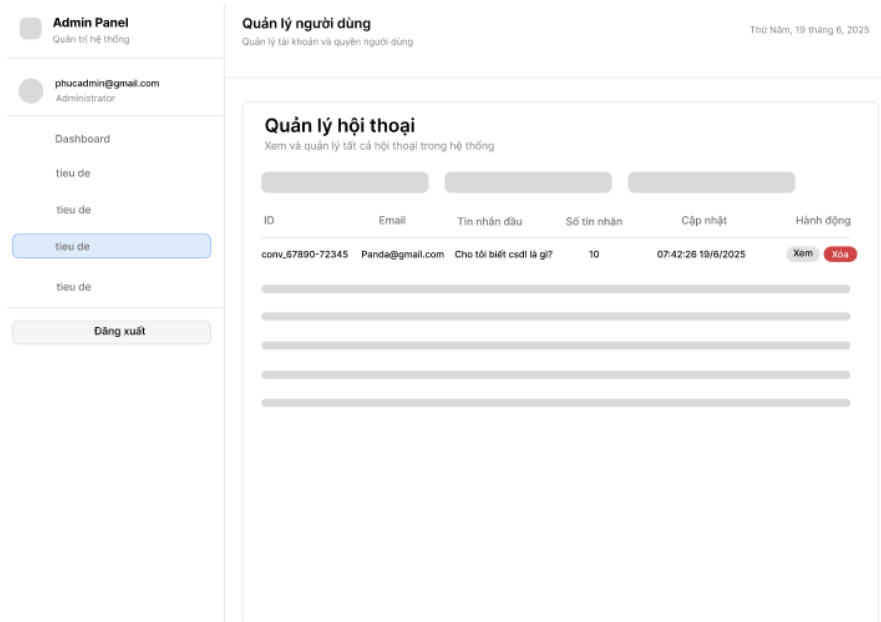 Admin Panel
Quản trị hệ thống
phucadmin@gmail.com
Administrator
Dashboard
tieu de
tieu de
tieu de
tieu de
Đăng xuất
Quản lý người dùng
Quản lý tài khoản và quyền người dùng
Thứ Năm, 19 tháng 6, 2025
Quản lý hội thoại
Xem và quản lý tất cả hội thoại trong hệ thống
ID Email Tin nhắn đầu Số tin nhắn Cập nhật Hành động
conv_67890-72345 Panda@gmail.com Cho tôi biết csdl là gì? 10 07:42:26 19/6/2025 Xem Xóa